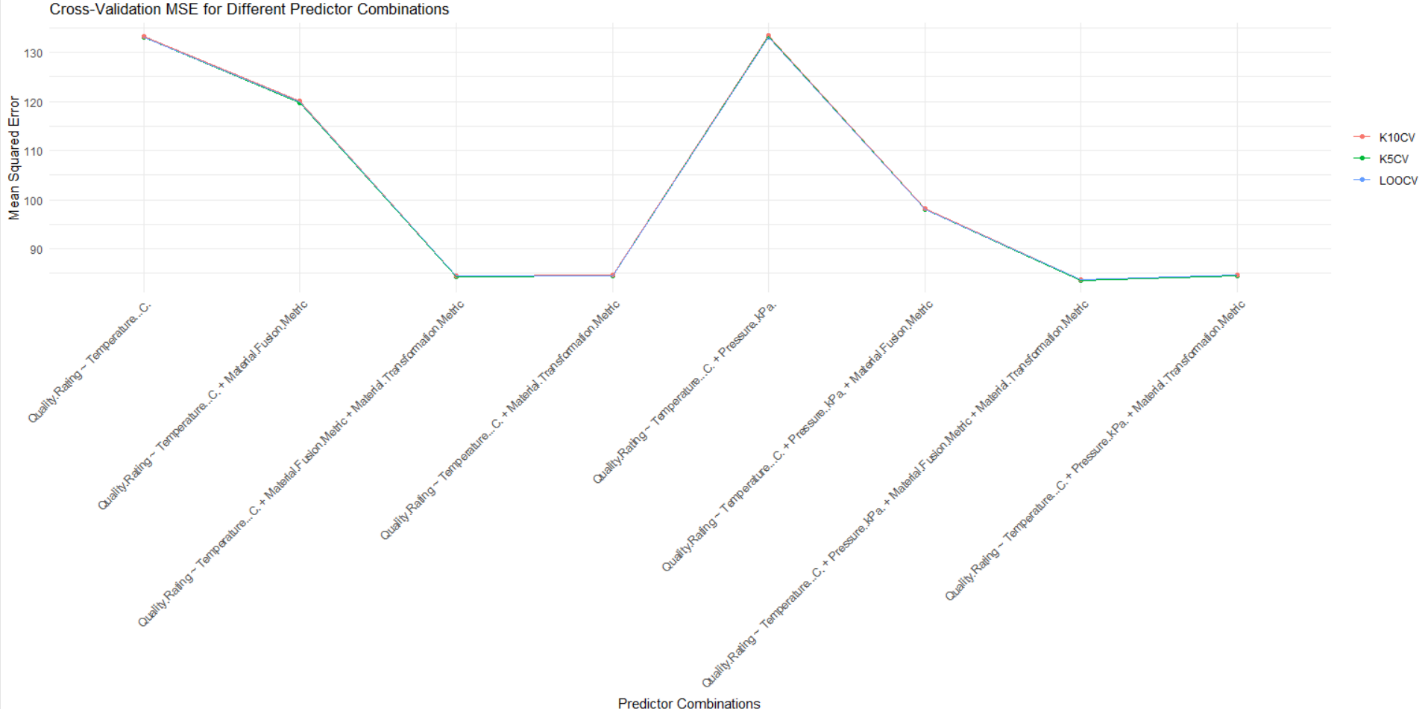 Cross-Validation MSE for Different Predictor Combinations
Mean Squared Error
130
120
110
100
90
K10CV
K5CV
LOOCV
Quality.Rating ~ Temperature...C.
Quality.Rating ~ Temperature...C. + Material.Fusion.Metric
Quality.Rating ~ Temperature...C. + Material.Fusion.Metric + Material.Transformation.Metric
Quality.Rating ~ Temperature...C. + Material.Transformation.Metric
Quality.Rating ~ Temperature...C. + Pressure..kPa.
Quality.Rating ~ Temperature...C. + Pressure..kPa. + Material.Fusion.Metric
Quality.Rating ~ Temperature...C. + Pressure..kPa. + Material.Fusion.Metric + Material.Transformation.Metric
Quality.Rating ~ Temperature...C. + Pressure..kPa. + Material.Transformation.Metric
Predictor Combinations